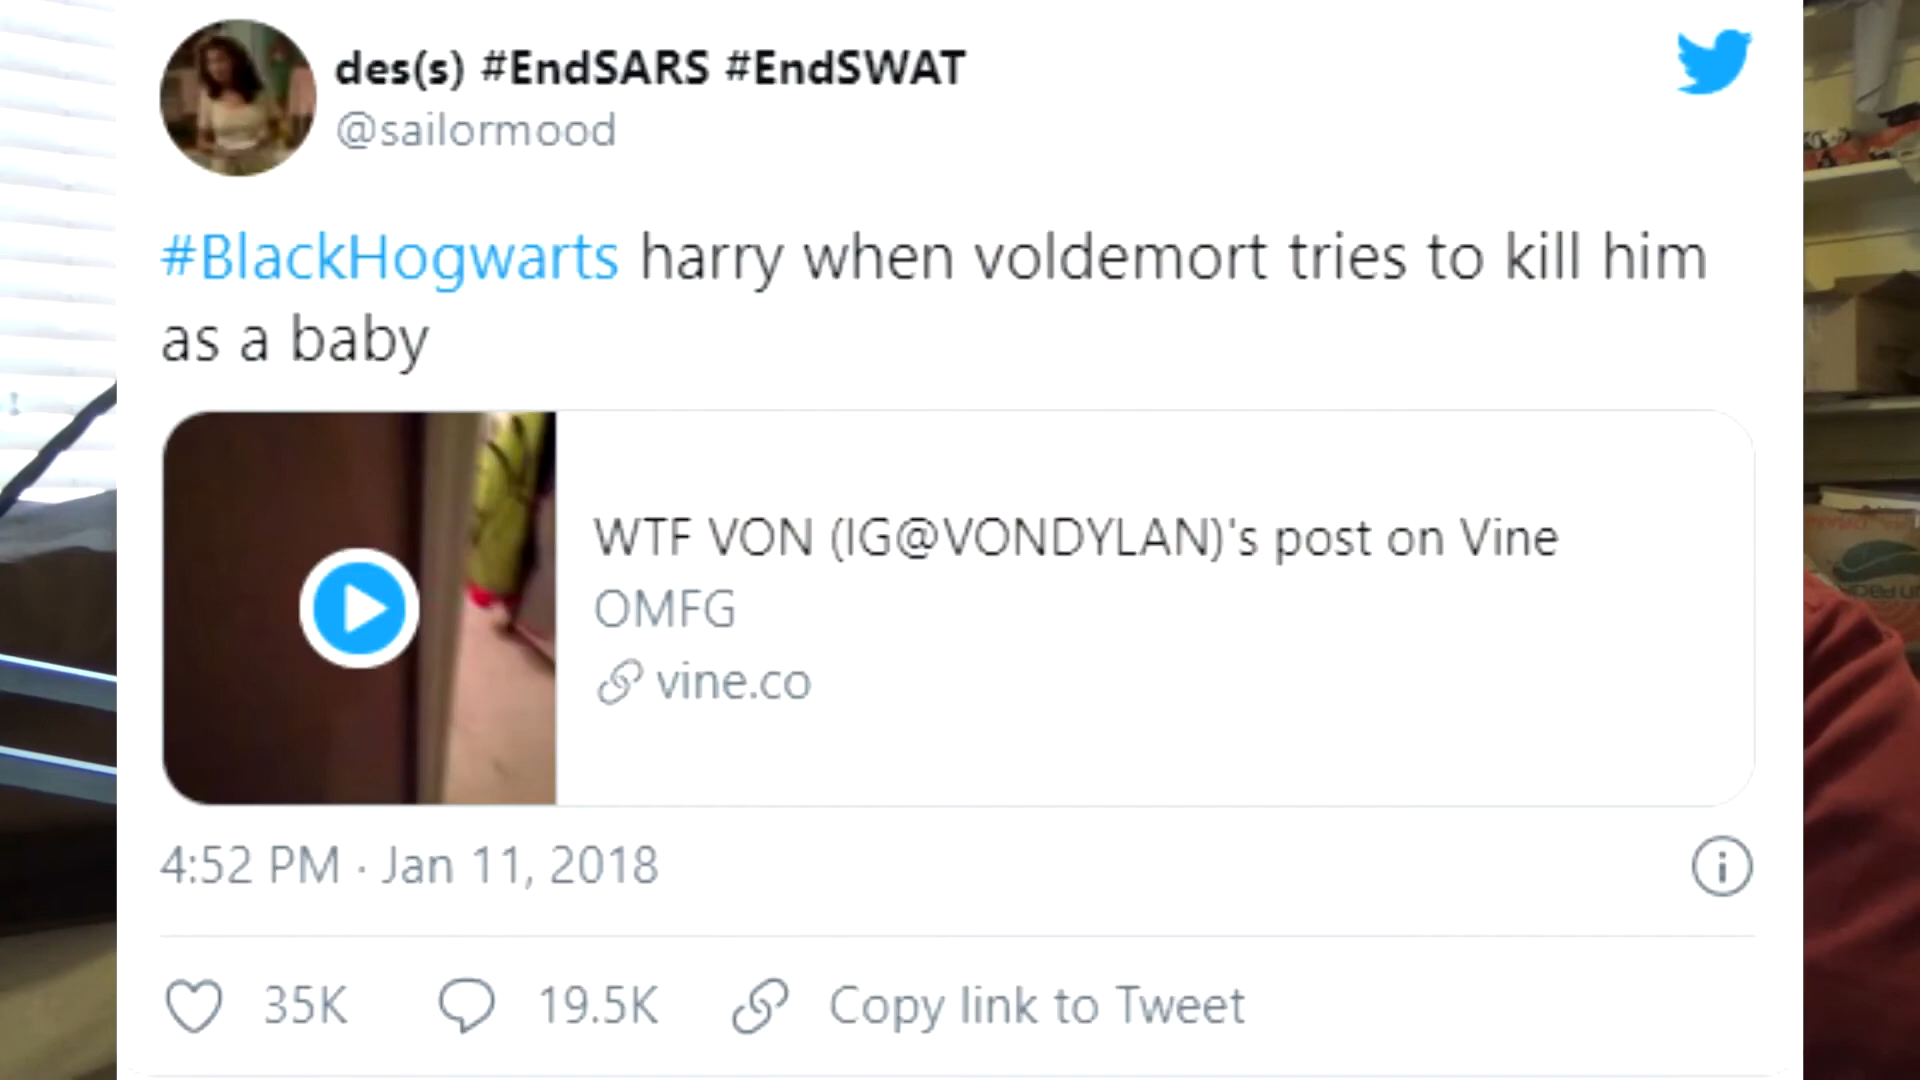 des(s) #EndSARS #EndSWAT
@sailormood
#BlackHogwarts harry when voldemort tries to kill him
as a baby
WTF VON (IG@VONDYLAN)'s post on Vine
OMFG
vine.co
4:52 PM · Jan 11, 2018
35K 19.5K Copy link to Tweet